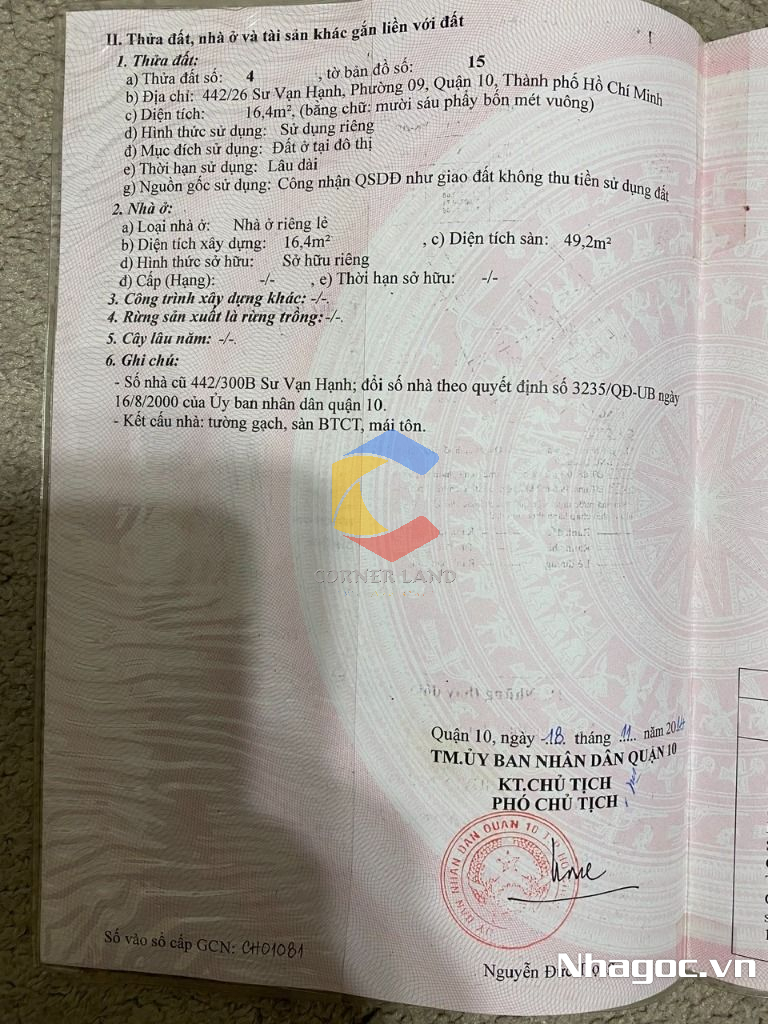 II. Thửa đất, nhà ở và tài sản khác gắn liền với đất
1. Thửa đất:
a) Thửa đất số: 4 , tờ bản đồ số: 15
b) Địa chỉ: 442/26 Sư Vạn Hạnh, Phường 09, Quận 10, Thành phố Hồ Chí Minh
c) Diện tích: 16,4m², (bằng chữ: mười sáu phẩy bốn mét vuông)
d) Hình thức sử dụng: Sử dụng riêng
đ) Mục đích sử dụng: Đất ở tại đô thị
e) Thời hạn sử dụng: Lâu dài
g) Nguồn gốc sử dụng: Công nhận QSDĐ như giao đất không thu tiền sử dụng đất
2. Nhà ở:
a) Loại nhà ở: Nhà ở riêng lẻ
b) Diện tích xây dựng: 16,4m² , c) Diện tích sàn: 49,2m²
d) Hình thức sở hữu: Sở hữu riêng
đ) Cấp (Hạng): -/- , e) Thời hạn sở hữu: -/-
3. Công trình xây dựng khác: -/-.
4. Rừng sản xuất là rừng trồng: -/-.
5. Cây lâu năm: -/-.
6. Ghi chú:
- Số nhà cũ 442/300B Sư Vạn Hạnh; đổi số nhà theo quyết định số 3235/QĐ-UB ngày
16/8/2000 của Ủy ban nhân dân quận 10.
- Kết cấu nhà: tường gạch, sàn BTCT, mái tôn.
CORNER LAND
Quận 10, ngày 18 tháng 11 năm 20
TM.ỦY BAN NHÂN DÂN QUẬN 10
KT.CHỦ TỊCH
PHÓ CHỦ TỊCH
ỦY BAN NHÂN DÂN QUẬN 10
Số vào sổ cấp GCN: CH01081
Nguyễn Đức
Nhagoc.vn